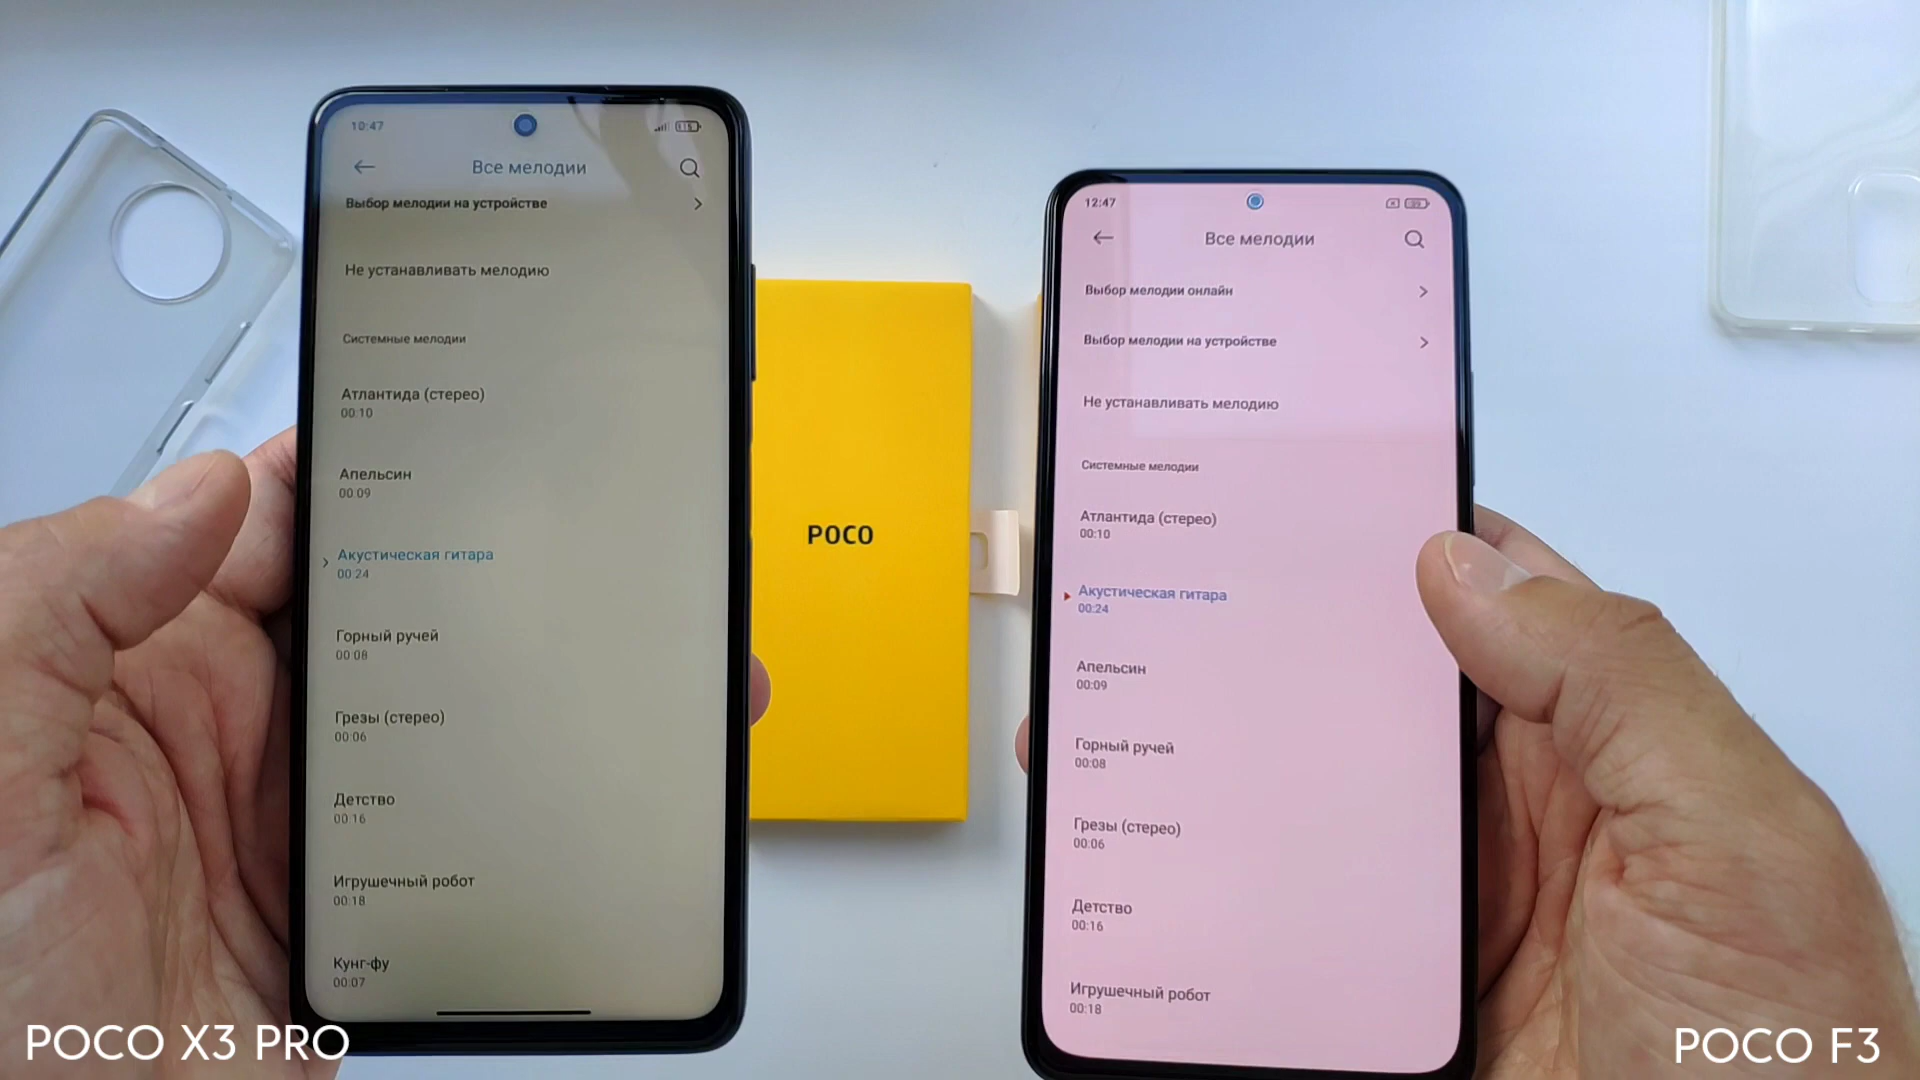 10:47
Все мелодии
Выбор мелодии на устройстве
Не устанавливать мелодию
Системные мелодии
Атлантида (стерео)
00:10
Апельсин
00:09
Акустическая гитара
00:24
Горный ручей
00:08
Грезы (стерео)
00:06
Детство
00:16
Игрушечный робот
00:18
Кунг-фу
00:07
POCO
12:47
Все мелодии
Выбор мелодии онлайн
Выбор мелодии на устройстве
Не устанавливать мелодию
Системные мелодии
Атлантида (стерео)
00:10
Акустическая гитара
00:24
Апельсин
00:09
Горный ручей
00:08
Грезы (стерео)
00:06
Детство
00:16
Игрушечный робот
00:18
POCO X3 PRO
POCO F3